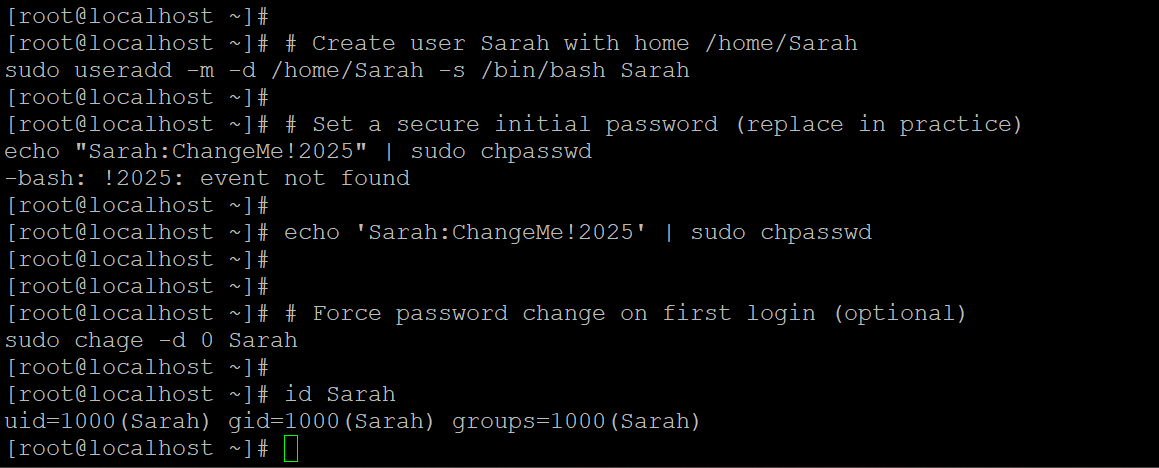 [root@localhost ~]#
[root@localhost ~]# # Create user Sarah with home /home/Sarah
sudo useradd -m -d /home/Sarah -s /bin/bash Sarah
[root@localhost ~]#
[root@localhost ~]# # Set a secure initial password (replace in practice)
echo "Sarah:ChangeMe!2025" | sudo chpasswd
-bash: !2025: event not found
[root@localhost ~]#
[root@localhost ~]# echo 'Sarah:ChangeMe!2025' | sudo chpasswd
[root@localhost ~]#
[root@localhost ~]#
[root@localhost ~]# # Force password change on first login (optional)
sudo chage -d 0 Sarah
[root@localhost ~]#
[root@localhost ~]# id Sarah
uid=1000(Sarah) gid=1000(Sarah) groups=1000(Sarah)
[root@localhost ~]#